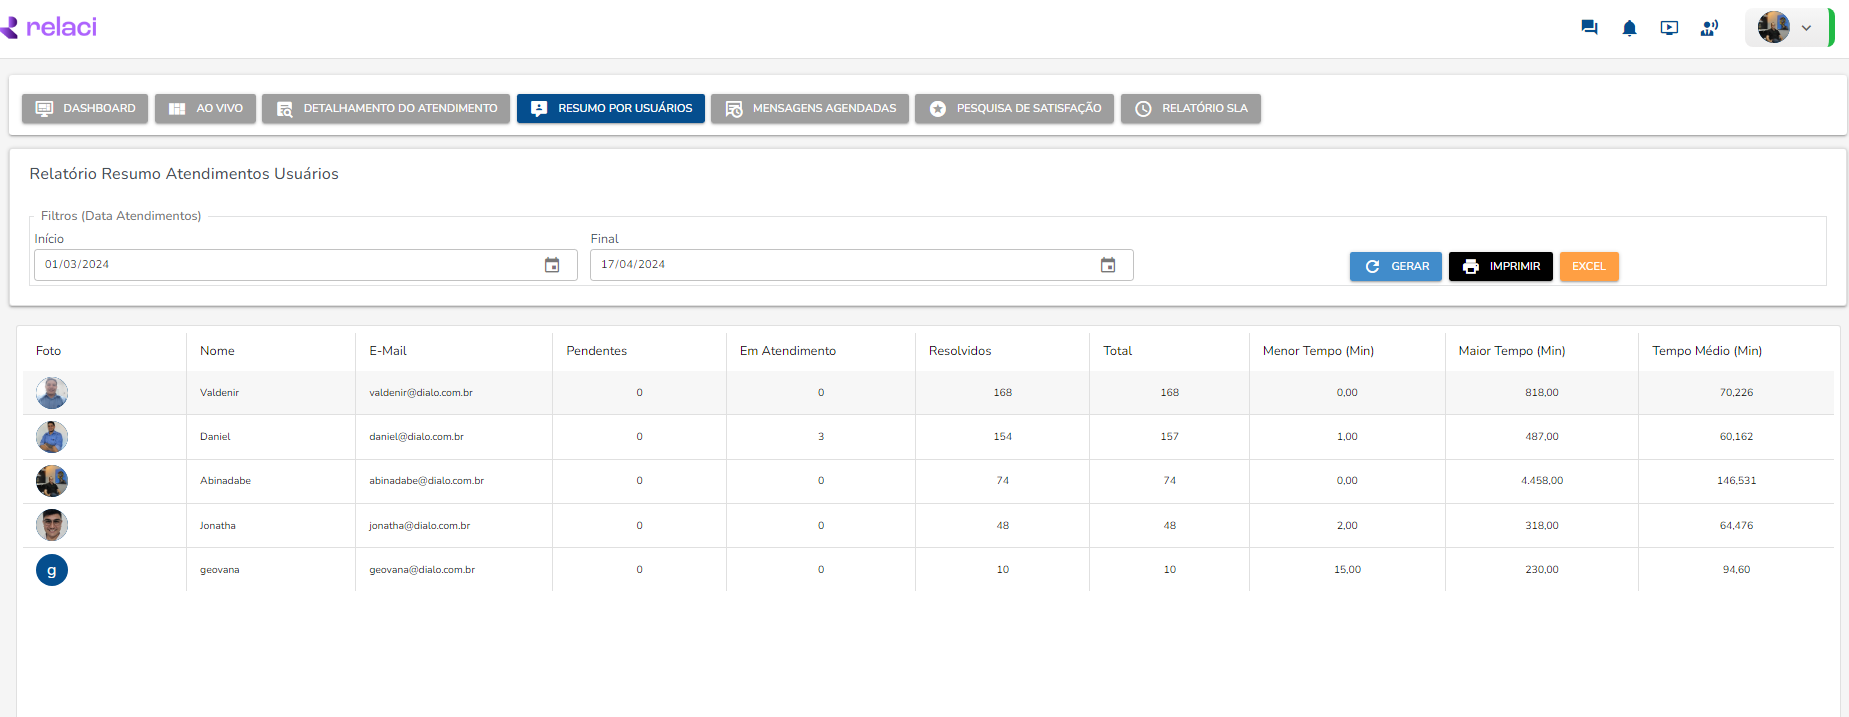 relaci
DASHBOARD AO VIVO DETALHAMENTO DO ATENDIMENTO RESUMO POR USUÁRIOS MENSAGENS AGENDADAS PESQUISA DE SATISFAÇÃO RELATÓRIO SLA
Relatório Resumo Atendimentos Usuários
Filtros (Data Atendimentos)
Início Final
01/03/2024 17/04/2024 GERAR IMPRIMIR EXCEL
Foto Nome E-Mail Pendentes Em Atendimento Resolvidos Total Menor Tempo (Min) Maior Tempo (Min) Tempo Médio (Min)
Valdenir valdenir@dialo.com.br 0 0 168 168 0,00 818,00 70,226
Daniel daniel@dialo.com.br 0 3 154 157 1,00 487,00 60,162
Abinadabe abinadabe@dialo.com.br 0 0 74 74 0,00 4.458,00 146,531
Jonatha jonatha@dialo.com.br 0 0 48 48 2,00 318,00 64,476
g geovana geovana@dialo.com.br 0 0 10 10 15,00 230,00 94,60